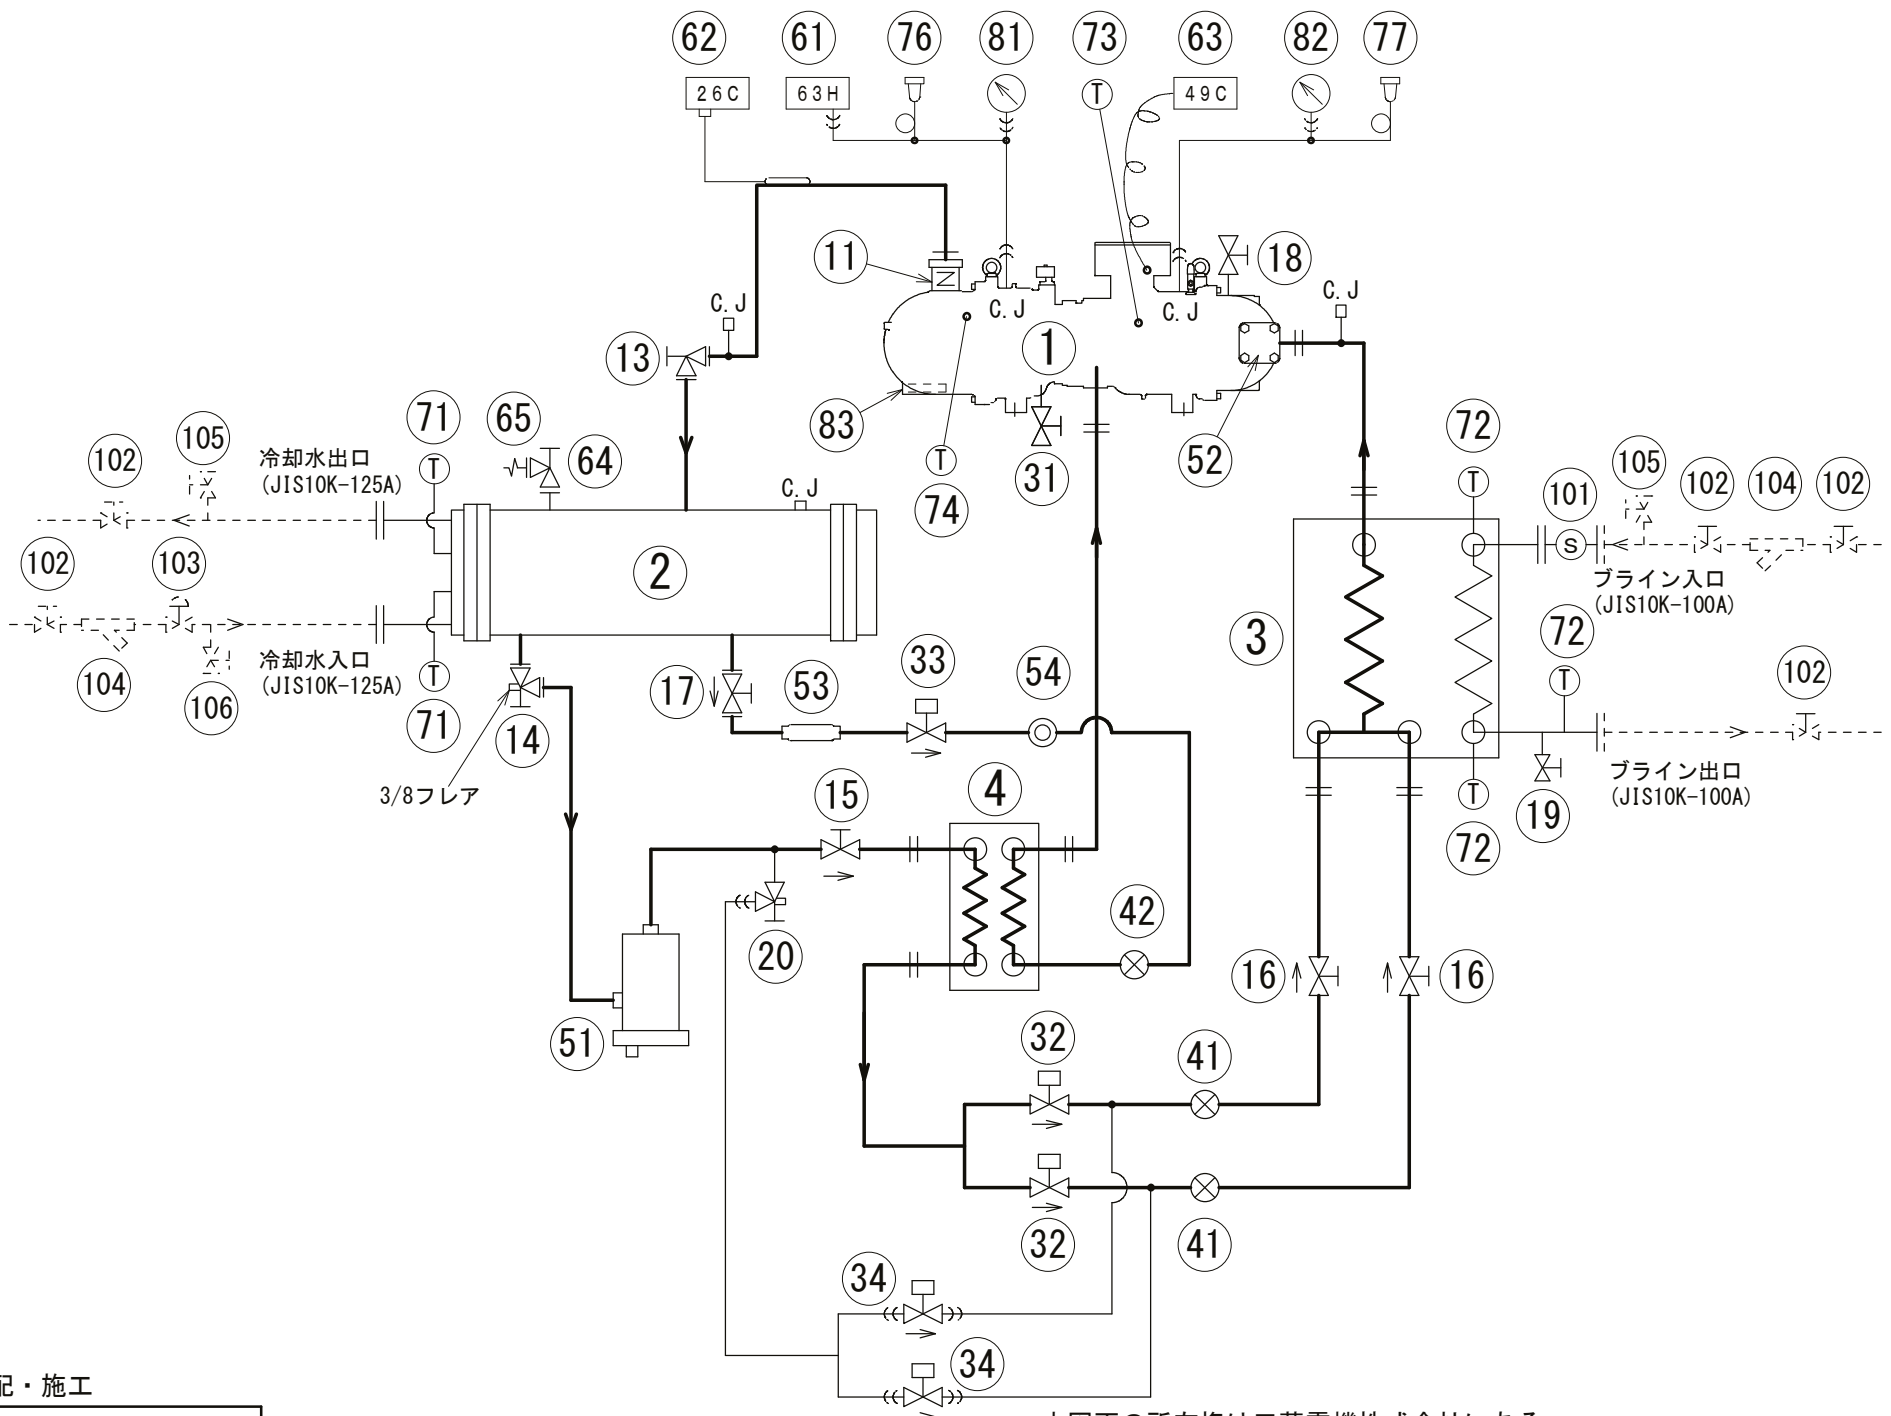 62 61 76 81 73 63 82 77
26C 63H T 49C
11 18
C.J C.J C.J C.J
13 1
83 52
71 65 64 72
105 102 冷却水出口
(JIS10K-125A)
T C.J T 31 T 105 102 104 102
74 101
102 103 2 S
ブライン入口
(JIS10K-100A)
3 72
冷却水入口
(JIS10K-125A)
104 106 T 17 53 33 54 T 102
71 14
3/8フレア
15 4 T ブライン出口
(JIS10K-100A)
72 19
42
20 16 16
51 32 41
32 41
34
34
・施工